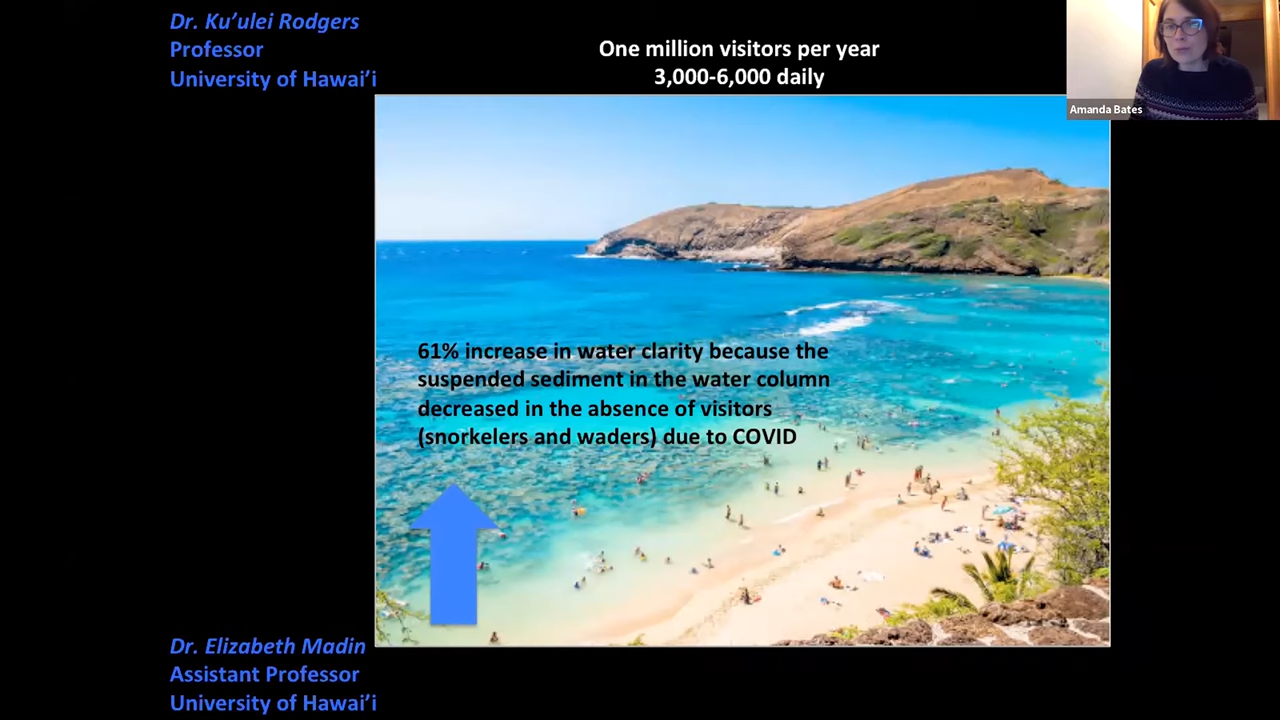 Dr. Ku’ulei Rodgers
Professor
University of Hawai’i
One million visitors per year
3,000-6,000 daily
Amanda Bates
61% increase in water clarity because the
suspended sediment in the water column
decreased in the absence of visitors
(snorkelers and waders) due to COVID
Dr. Elizabeth Madin
Assistant Professor
University of Hawai’i